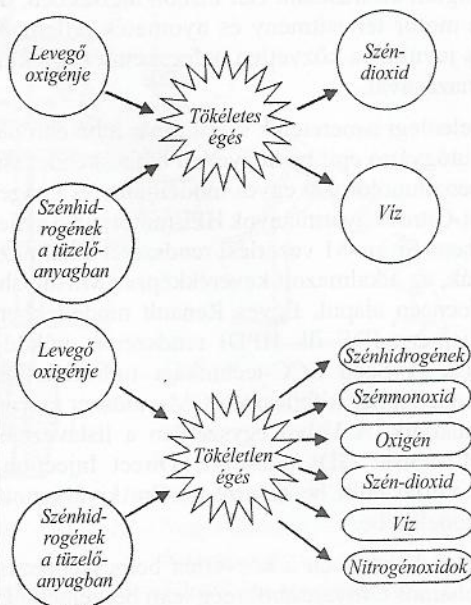 Levegő
oxigénje
Szén-
dioxid
Tökéletes
égés
Szénhid-
rogének
a tüzelő-
anyagban
Víz
Levegő
oxigénje
Szénhidrogének
Szénmonoxid
Oxigén
Tökéletlen
égés
Szén-dioxid
Víz
Szénhid-
rogének
a tüzelő-
anyagban
Nitrogénoxidok